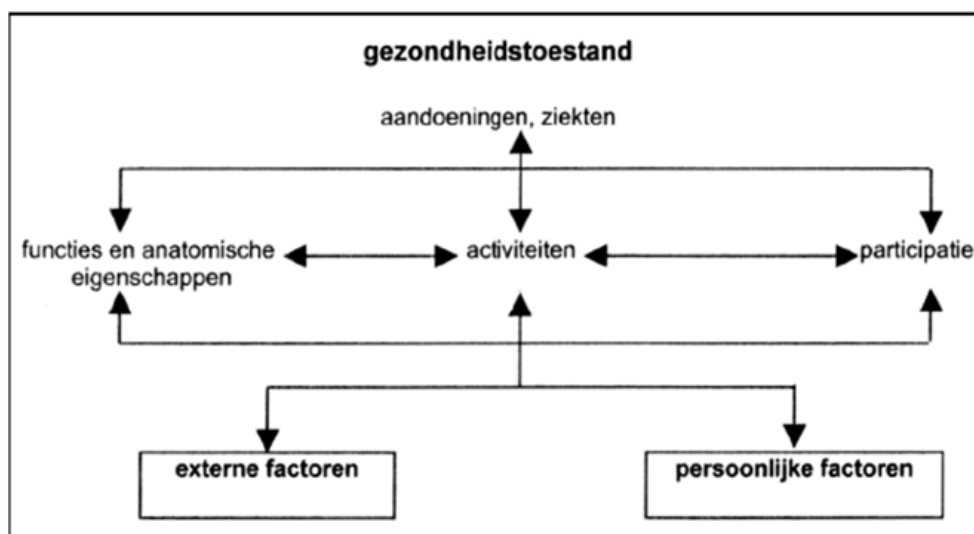 gezondheidstoestand
aandoeningen, ziekten
functies en anatomische
eigenschappen
activiteiten
participatie
externe factoren
persoonlijke factoren